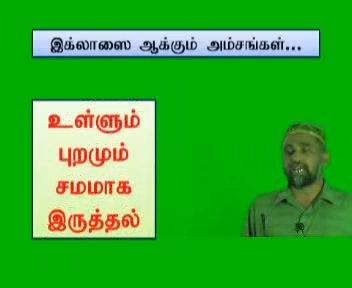 இக்லாஸை ஆக்கும் அம்சங்கள்...
உள்ளும்
புறமும்
சமமாக
இருத்தல்